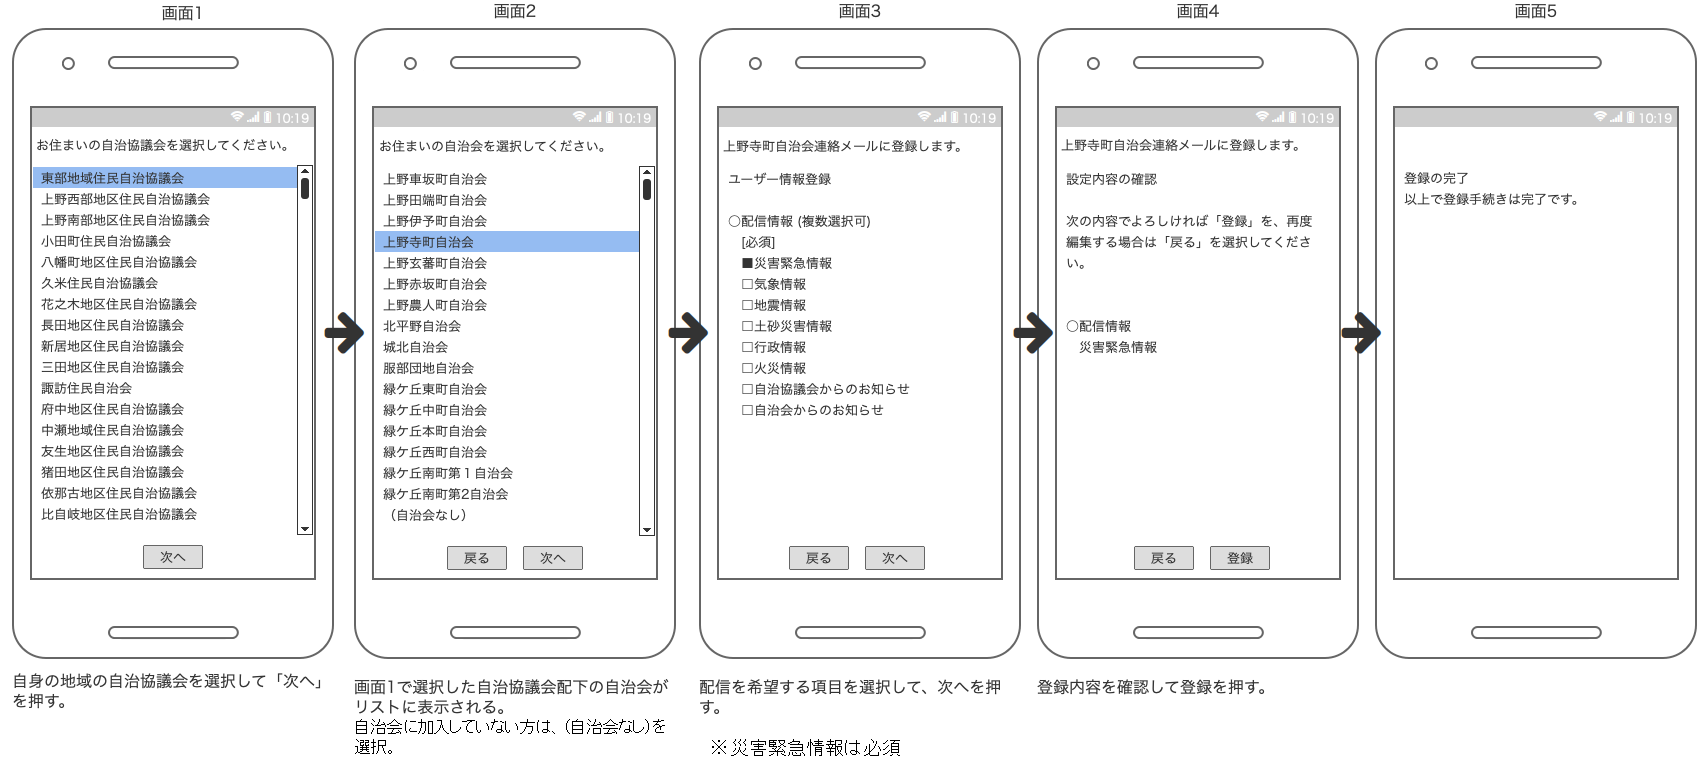 画面1
10:19
お住まいの自治協議会を選択してください。
東部地域住民自治協議会
上野西部地区住民自治協議会
上野南部地区住民自治協議会
小田町住民自治協議会
八幡町地区住民自治協議会
久米住民自治協議会
花之木地区住民自治協議会
長田地区住民自治協議会
新居地区住民自治協議会
三田地区住民自治協議会
諏訪住民自治会
府中地区住民自治協議会
中瀬地域住民自治協議会
友生地区住民自治協議会
猪田地区住民自治協議会
依那古地区住民自治協議会
比自岐地区住民自治協議会
次へ
自身の地域の自治協議会を選択して「次へ」
を押す。
画面2
10:19
お住まいの自治会を選択してください。
上野車坂町自治会
上野田端町自治会
上野伊予町自治会
上野寺町自治会
上野玄蕃町自治会
上野赤坂町自治会
上野農人町自治会
北平野自治会
城北自治会
服部団地自治会
緑ケ丘東町自治会
緑ケ丘中町自治会
緑ケ丘本町自治会
緑ケ丘西町自治会
緑ケ丘南町第１自治会
緑ケ丘南町第2自治会
（自治会なし）
戻る 次へ
画面1で選択した自治協議会配下の自治会が
リストに表示される。
自治会に加入していない方は、（自治会なし）を
選択。
画面3
10:19
上野寺町自治会連絡メールに登録します。
ユーザー情報登録
○配信情報 (複数選択可)
[必須]
■災害緊急情報
□気象情報
□地震情報
□土砂災害情報
□行政情報
□火災情報
□自治協議会からのお知らせ
□自治会からのお知らせ
戻る 次へ
配信を希望する項目を選択して、次へを押
す。
※災害緊急情報は必須
画面4
10:19
上野寺町自治会連絡メールに登録します。
設定内容の確認
次の内容でよろしければ「登録」を、再度
編集する場合は「戻る」を選択してくださ
い。
○配信情報
災害緊急情報
戻る 登録
登録内容を確認して登録を押す。
画面5
10:19
登録の完了
以上で登録手続きは完了です。